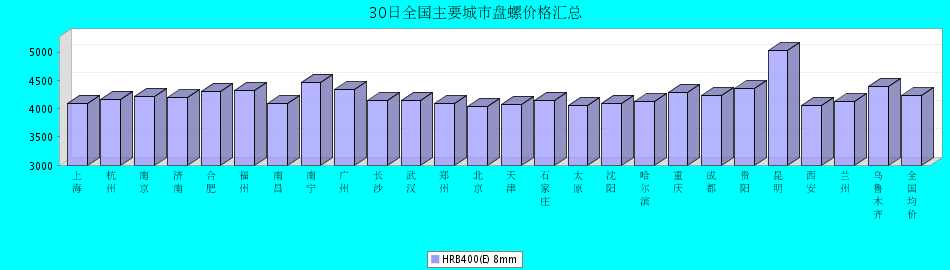 30日全国主要城市盘螺价格汇总
5000
4500
4000
3500
3000
上海
杭州
南京
济南
合肥
福州
南昌
南宁
广州
长沙
武汉
郑州
北京
天津
石家庄
太原
沈阳
哈尔滨
重庆
成都
贵阳
昆明
西安
兰州
乌鲁木齐
全国均价
HRB400(E) 8mm